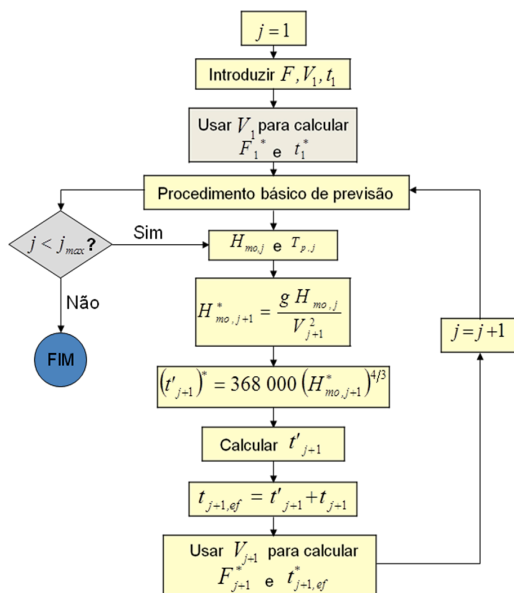 j = 1
Introduzir F, V₁, t₁
Usar V₁ para calcular
F₁* e t₁*
Procedimento básico de previsão
j < jmax?
Sim
Hmo,j e Tp,j
Não
H*mo,j+1 = g Hmo,j / V²j+1
j = j+1
FIM
(t'j+1)* = 368 000 (H*mo,j+1)^4/3
Calcular t'j+1
tj+1,ef = t'j+1 + tj+1
Usar Vj+1 para calcular
F*j+1 e t*j+1,ef